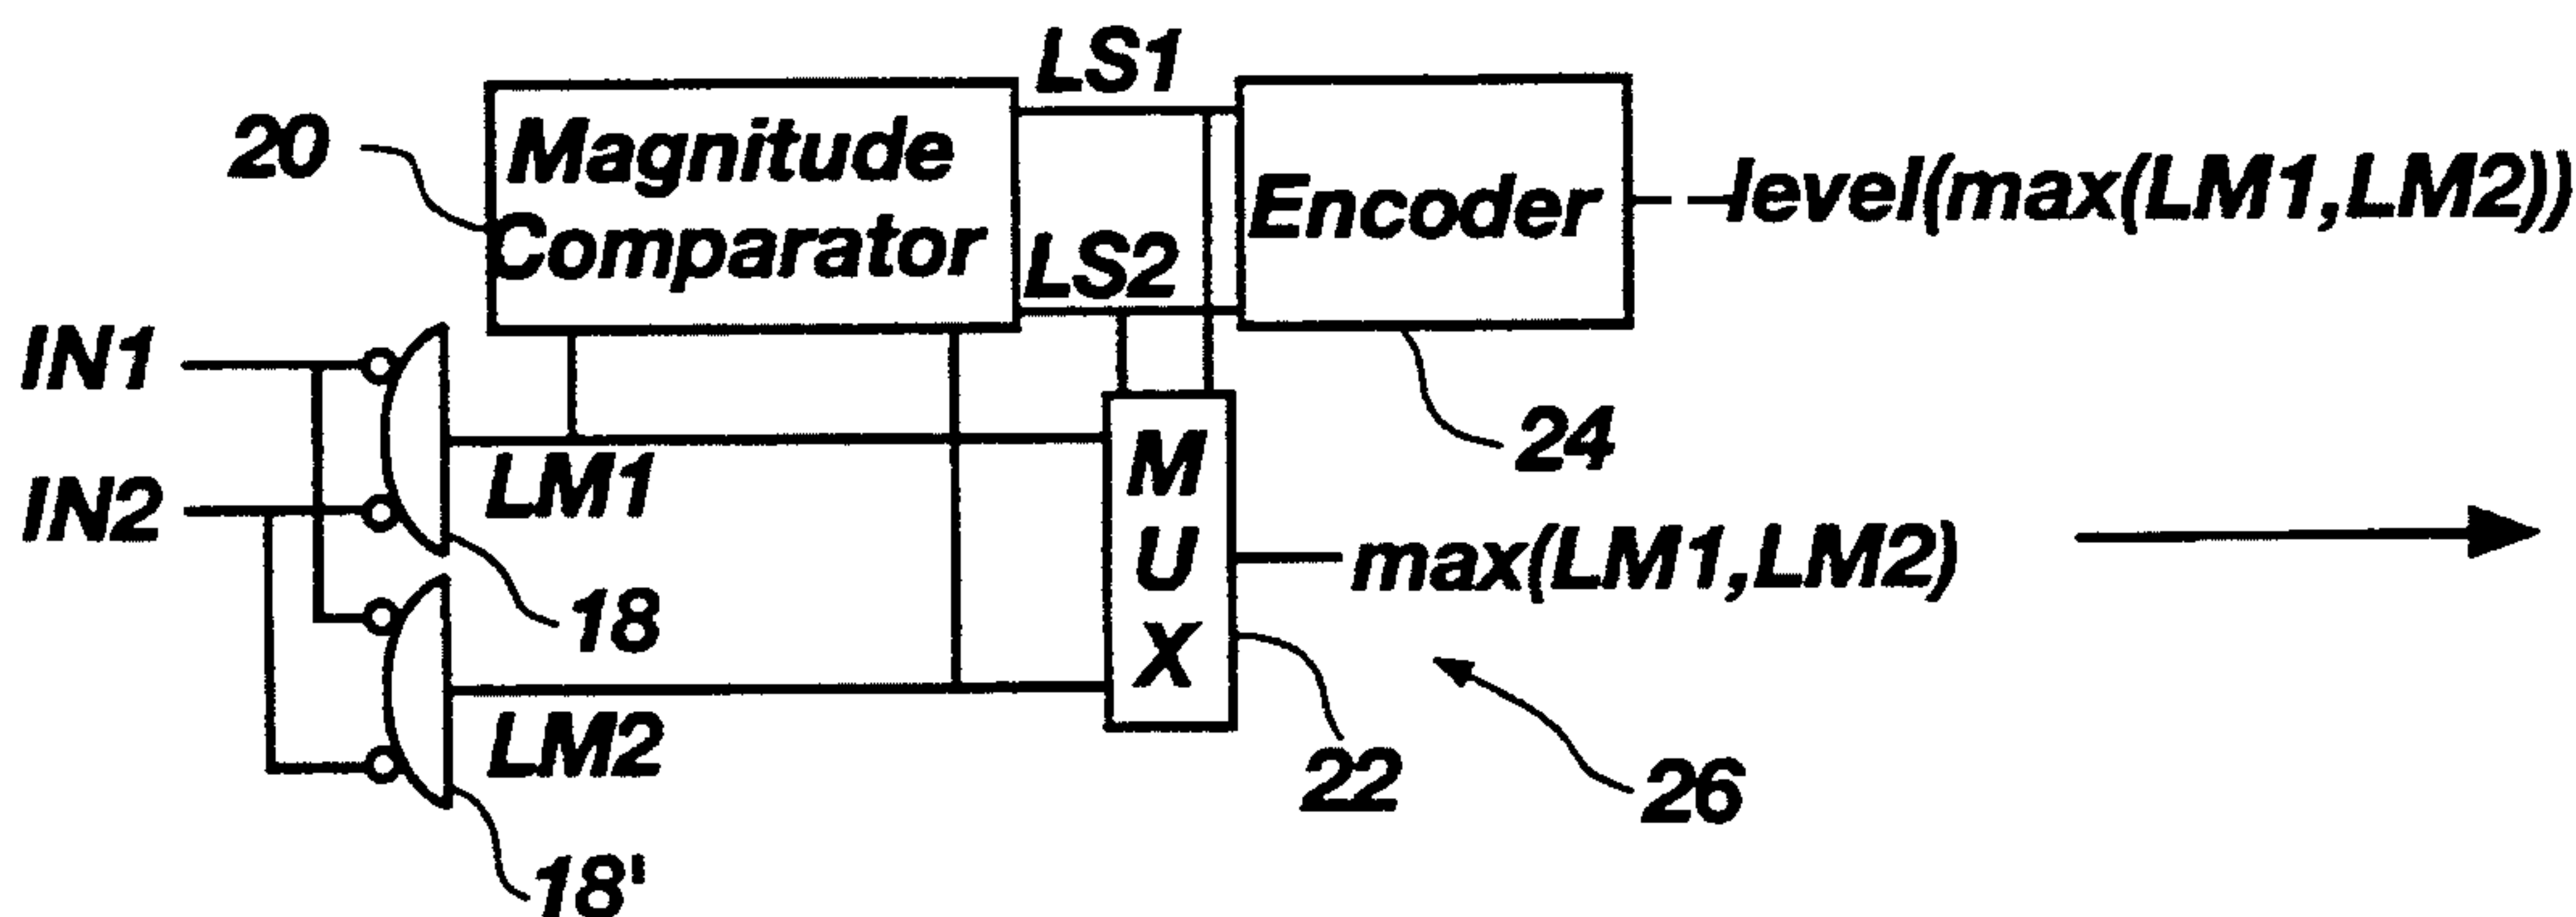 LS1
20
Magnitude
Comparator
Encoder
level(max(LM1,LM2))
LS2
IN1
24
LM1
IN2
M
U
X
max(LM1,LM2)
18
LM2
22
26
18'